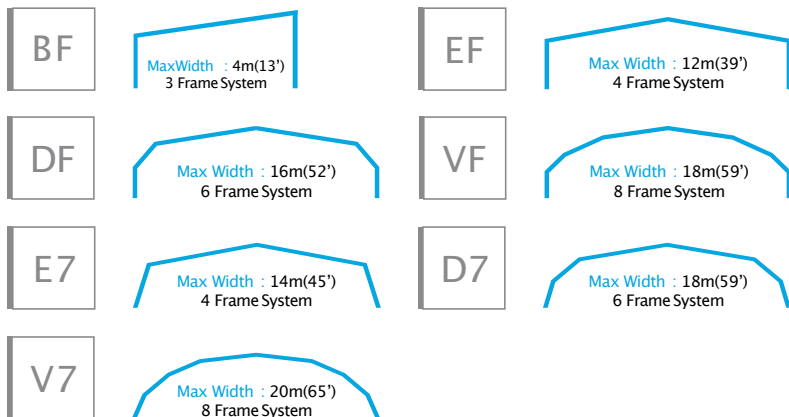 BF
MaxWidth : 4m(13’)
3 Frame System
EF
Max Width : 12m(39’)
4 Frame System
DF
Max Width : 16m(52’)
6 Frame System
VF
Max Width : 18m(59’)
8 Frame System
E7
Max Width : 14m(45’)
4 Frame System
D7
Max Width : 18m(59’)
6 Frame System
V7
Max Width : 20m(65’)
8 Frame System